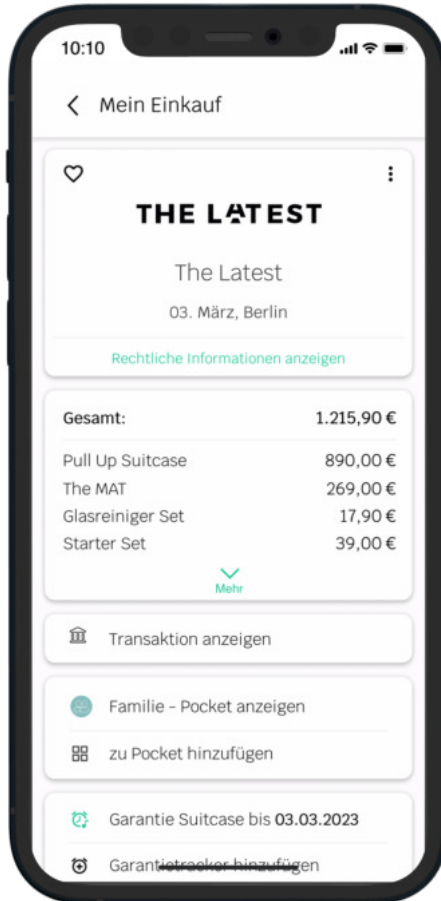 10:10
Mein Einkauf
THE LATEST
The Latest
03. März, Berlin
Rechtliche Informationen anzeigen
Gesamt: 1.215,90 €
Pull Up Suitcase 890,00 €
The MAT 269,00 €
Glasreiniger Set 17,90 €
Starter Set 39,00 €
Mehr
Transaktion anzeigen
Familie - Pocket anzeigen
zu Pocket hinzufügen
Garantie Suitcase bis 03.03.2023
Garantietracker hinzufügen